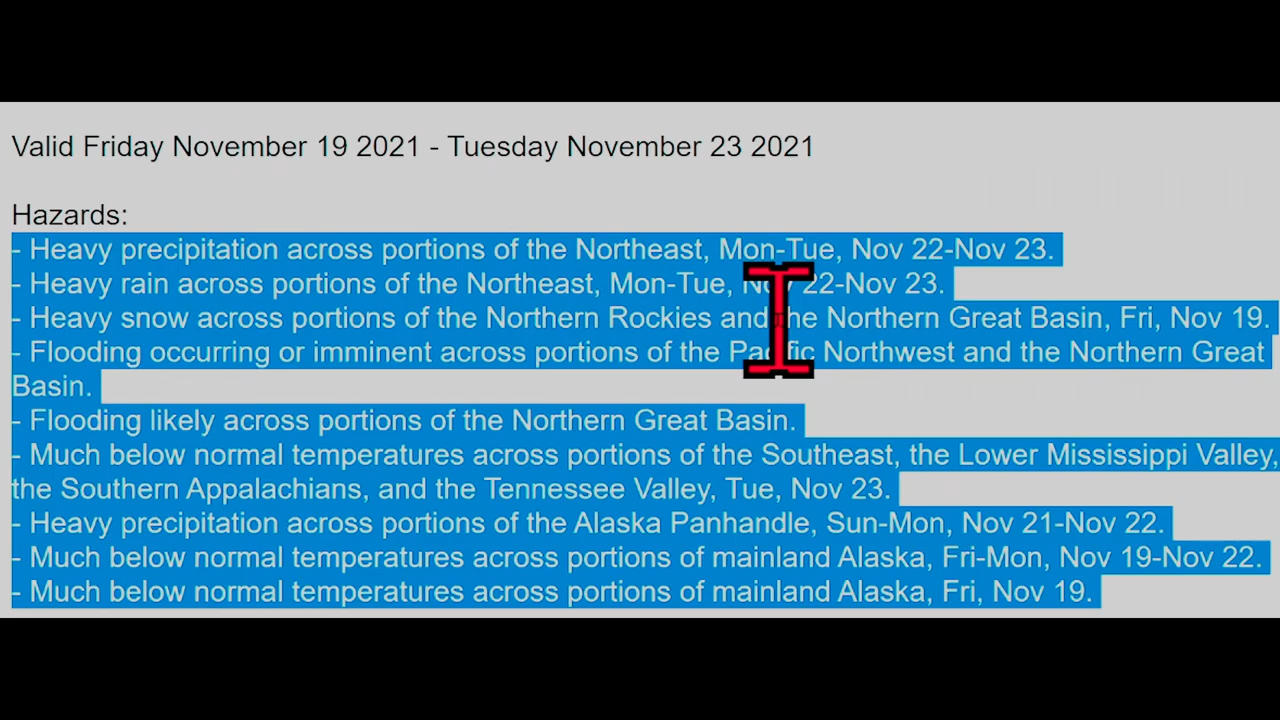 Valid Friday November 19 2021 - Tuesday November 23 2021
Hazards:
- Heavy precipitation across portions of the Northeast, Mon-Tue, Nov 22-Nov 23.
- Heavy rain across portions of the Northeast, Mon-Tue, Nov 22-Nov 23.
- Heavy snow across portions of the Northern Rockies and the Northern Great Basin, Fri, Nov 19.
- Flooding occurring or imminent across portions of the Pacific Northwest and the Northern Great
Basin.
- Flooding likely across portions of the Northern Great Basin.
- Much below normal temperatures across portions of the Southeast, the Lower Mississippi Valley,
the Southern Appalachians, and the Tennessee Valley, Tue, Nov 23.
- Heavy precipitation across portions of the Alaska Panhandle, Sun-Mon, Nov 21-Nov 22.
- Much below normal temperatures across portions of mainland Alaska, Fri-Mon, Nov 19-Nov 22.
- Much below normal temperatures across portions of mainland Alaska, Fri, Nov 19.